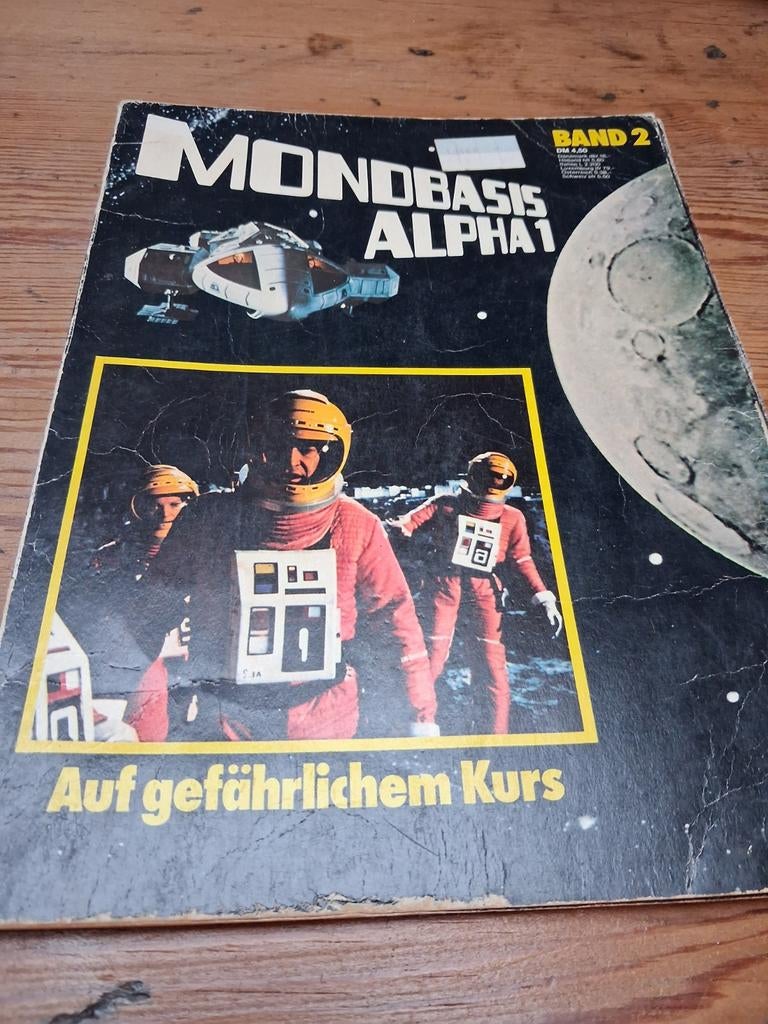 MONDBASIS
ALPHA 1
BAND 2
DM 4,50
a
Auf gefährlichem Kurs